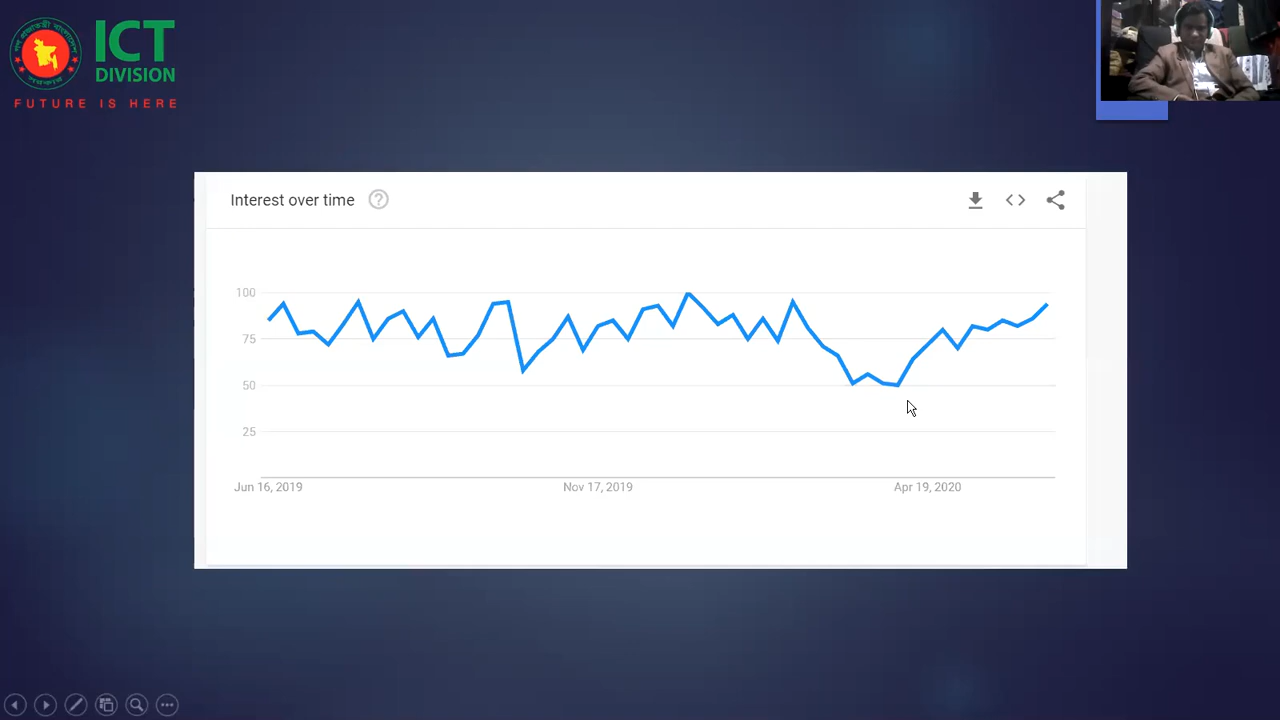 ICT
DIVISION
FUTURE IS HERE
Interest over time
100
75
50
25
Jun 16, 2019
Nov 17, 2019
Apr 19, 2020